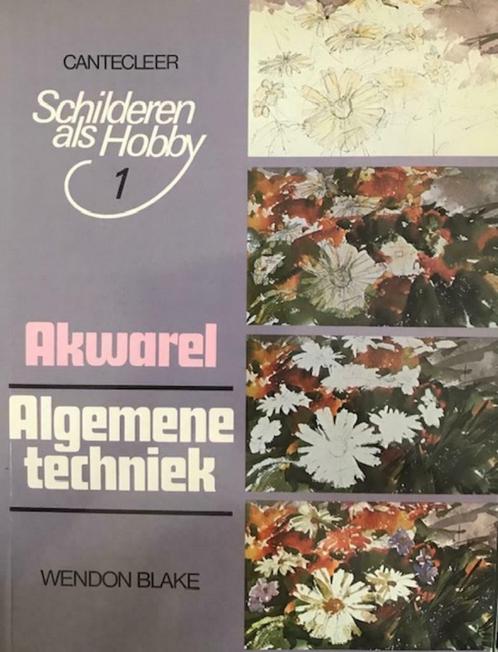 CANTECLEER
Schilderen
als Hobby
1
Akwarel
Algemene
techniek
WENDON BLAKE